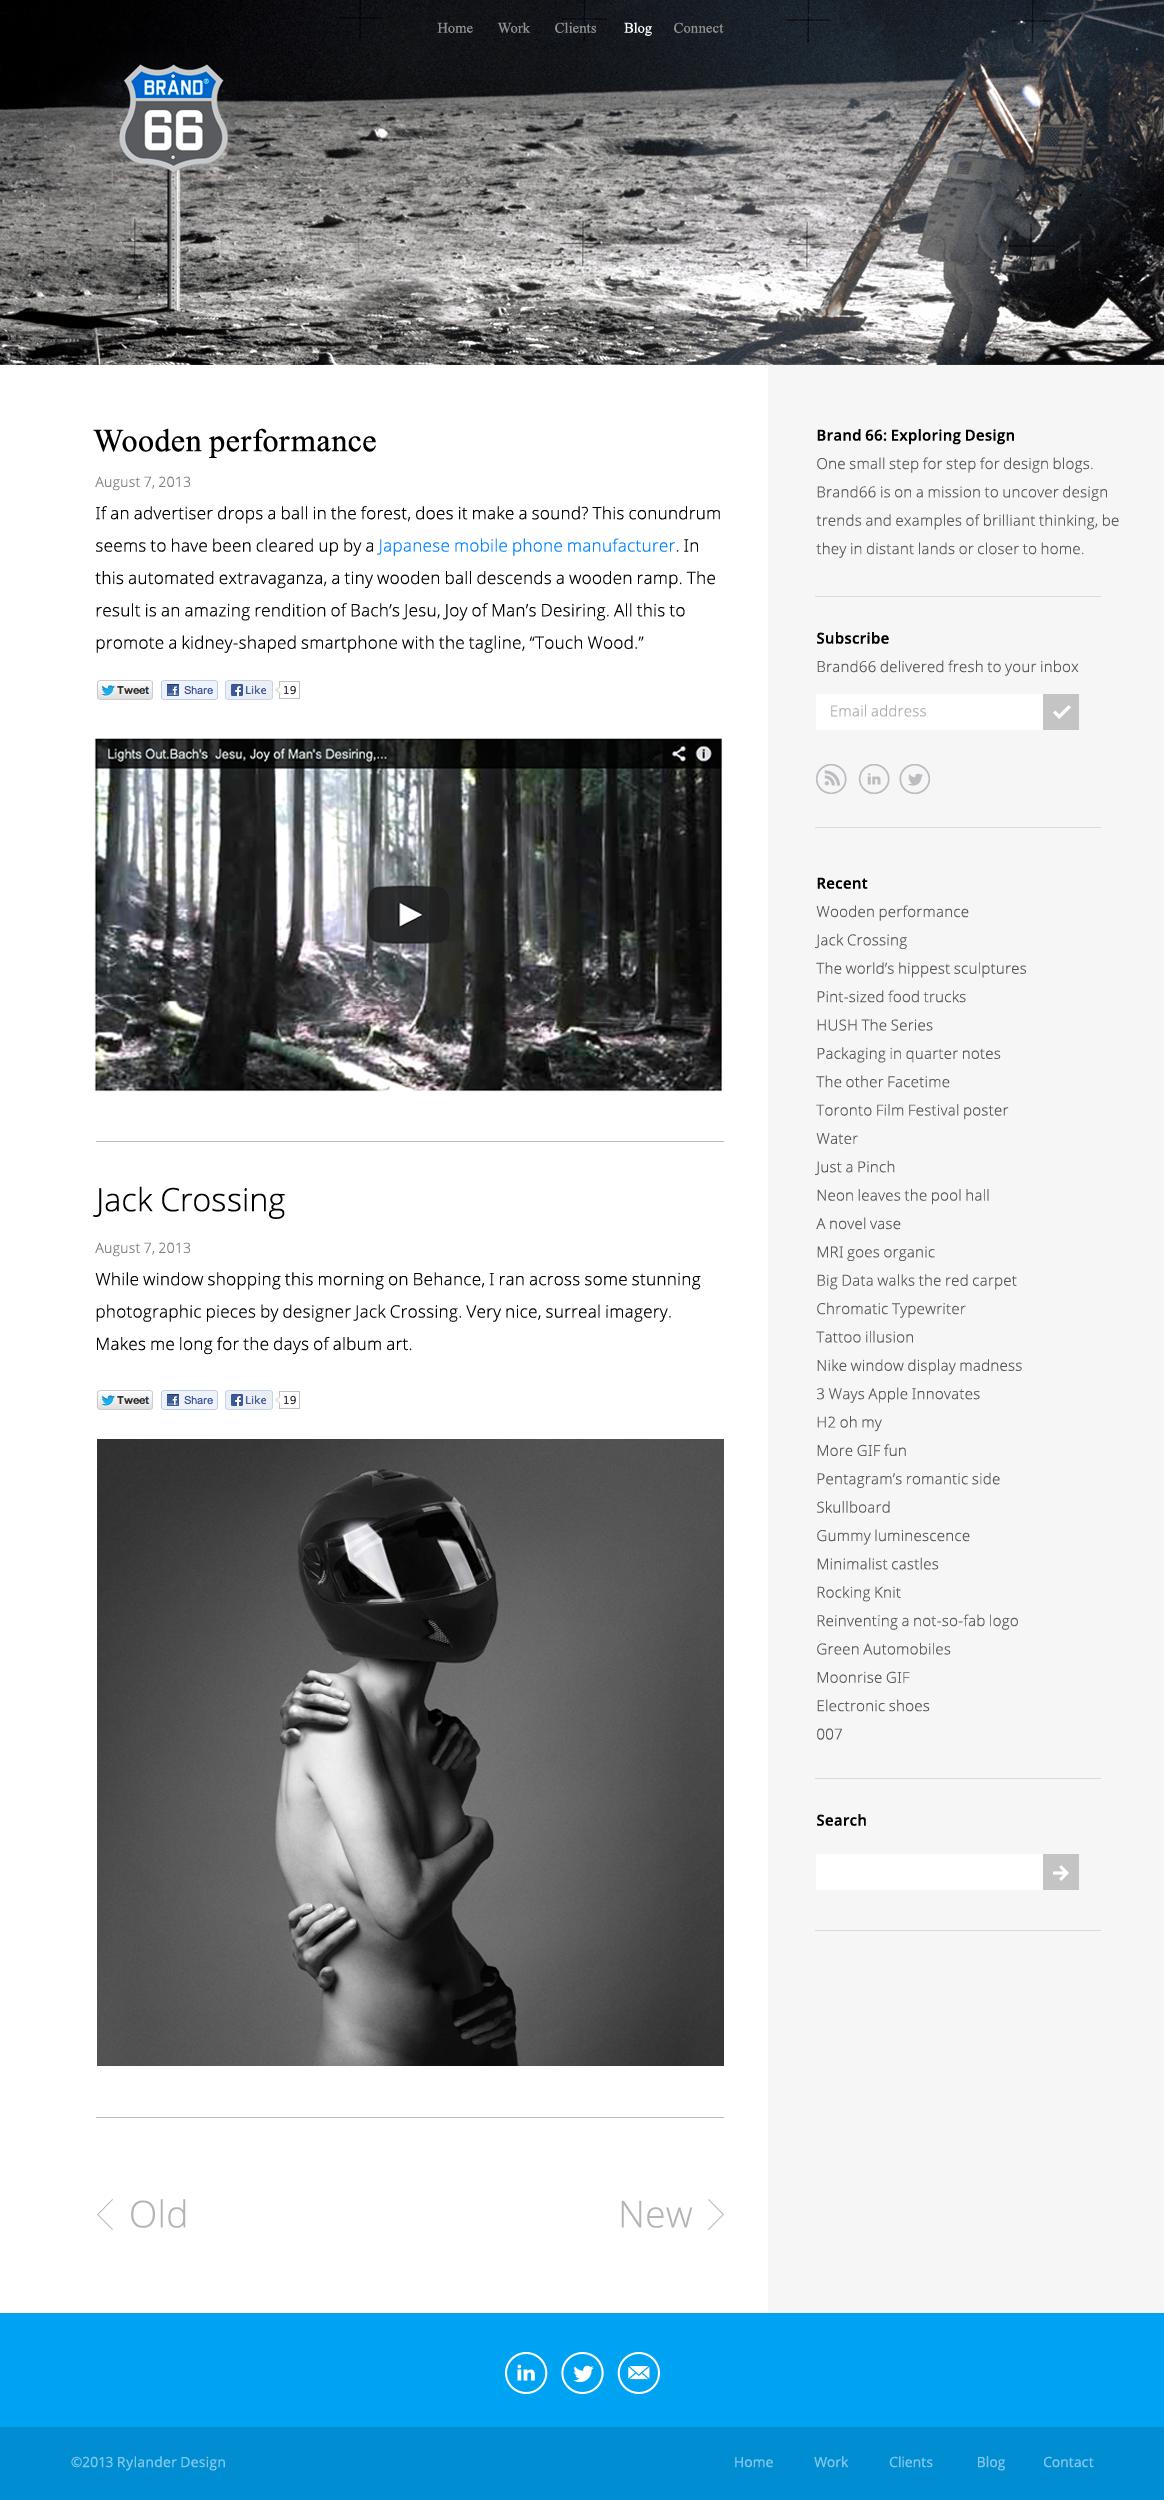 Home Work Clients Blog Connect
BRAND®
66
Wooden performance
August 7, 2013
If an advertiser drops a ball in the forest, does it make a sound? This conundrum
seems to have been cleared up by a Japanese mobile phone manufacturer. In
this automated extravaganza, a tiny wooden ball descends a wooden ramp. The
result is an amazing rendition of Bach’s Jesu, Joy of Man’s Desiring. All this to
promote a kidney-shaped smartphone with the tagline, “Touch Wood.”
Tweet Share Like 19
Lights Out.Bach's Jesu, Joy of Man's Desiring,...
Jack Crossing
August 7, 2013
While window shopping this morning on Behance, I ran across some stunning
photographic pieces by designer Jack Crossing. Very nice, surreal imagery.
Makes me long for the days of album art.
Tweet Share Like 19
Old New
Brand 66: Exploring Design
One small step for step for design blogs.
Brand66 is on a mission to uncover design
trends and examples of brilliant thinking, be
they in distant lands or closer to home.
Subscribe
Brand66 delivered fresh to your inbox
Email address
in
Recent
Wooden performance
Jack Crossing
The world’s hippest sculptures
Pint-sized food trucks
HUSH The Series
Packaging in quarter notes
The other Facetime
Toronto Film Festival poster
Water
Just a Pinch
Neon leaves the pool hall
A novel vase
MRI goes organic
Big Data walks the red carpet
Chromatic Typewriter
Tattoo illusion
Nike window display madness
3 Ways Apple Innovates
H2 oh my
More GIF fun
Pentagram’s romantic side
Skullboard
Gummy luminescence
Minimalist castles
Rocking Knit
Reinventing a not-so-fab logo
Green Automobiles
Moonrise GIF
Electronic shoes
007
Search
in
©2013 Rylander Design Home Work Clients Blog Contact